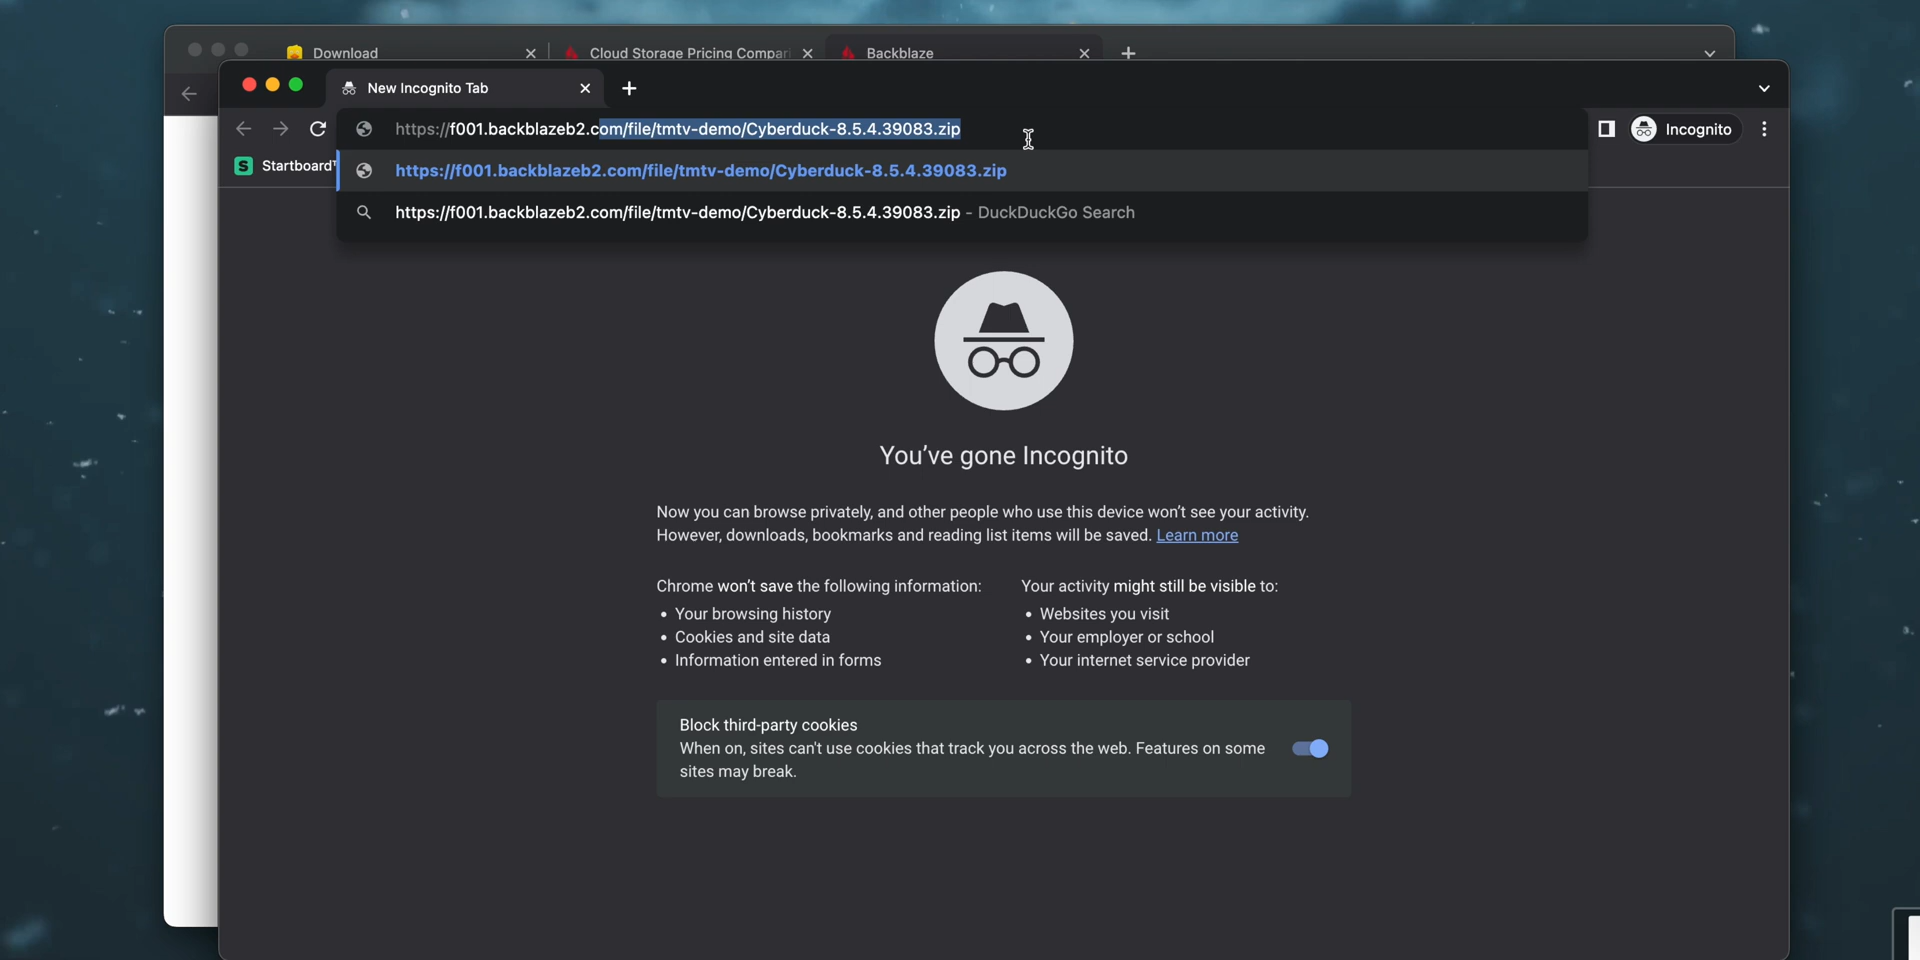 Download
Cloud Storage Pricing Compari
Backblaze
New Incognito Tab
https://f001.backblazeb2.com/file/tmtv-demo/Cyberduck-8.5.4.39083.zip
Incognito
S Startboard
https://f001.backblazeb2.com/file/tmtv-demo/Cyberduck-8.5.4.39083.zip
https://f001.backblazeb2.com/file/tmtv-demo/Cyberduck-8.5.4.39083.zip - DuckDuckGo Search
You've gone Incognito
Now you can browse privately, and other people who use this device won't see your activity.
However, downloads, bookmarks and reading list items will be saved. Learn more
Chrome won't save the following information:
• Your browsing history
• Cookies and site data
• Information entered in forms
Your activity might still be visible to:
• Websites you visit
• Your employer or school
• Your internet service provider
Block third-party cookies
When on, sites can't use cookies that track you across the web. Features on some
sites may break.